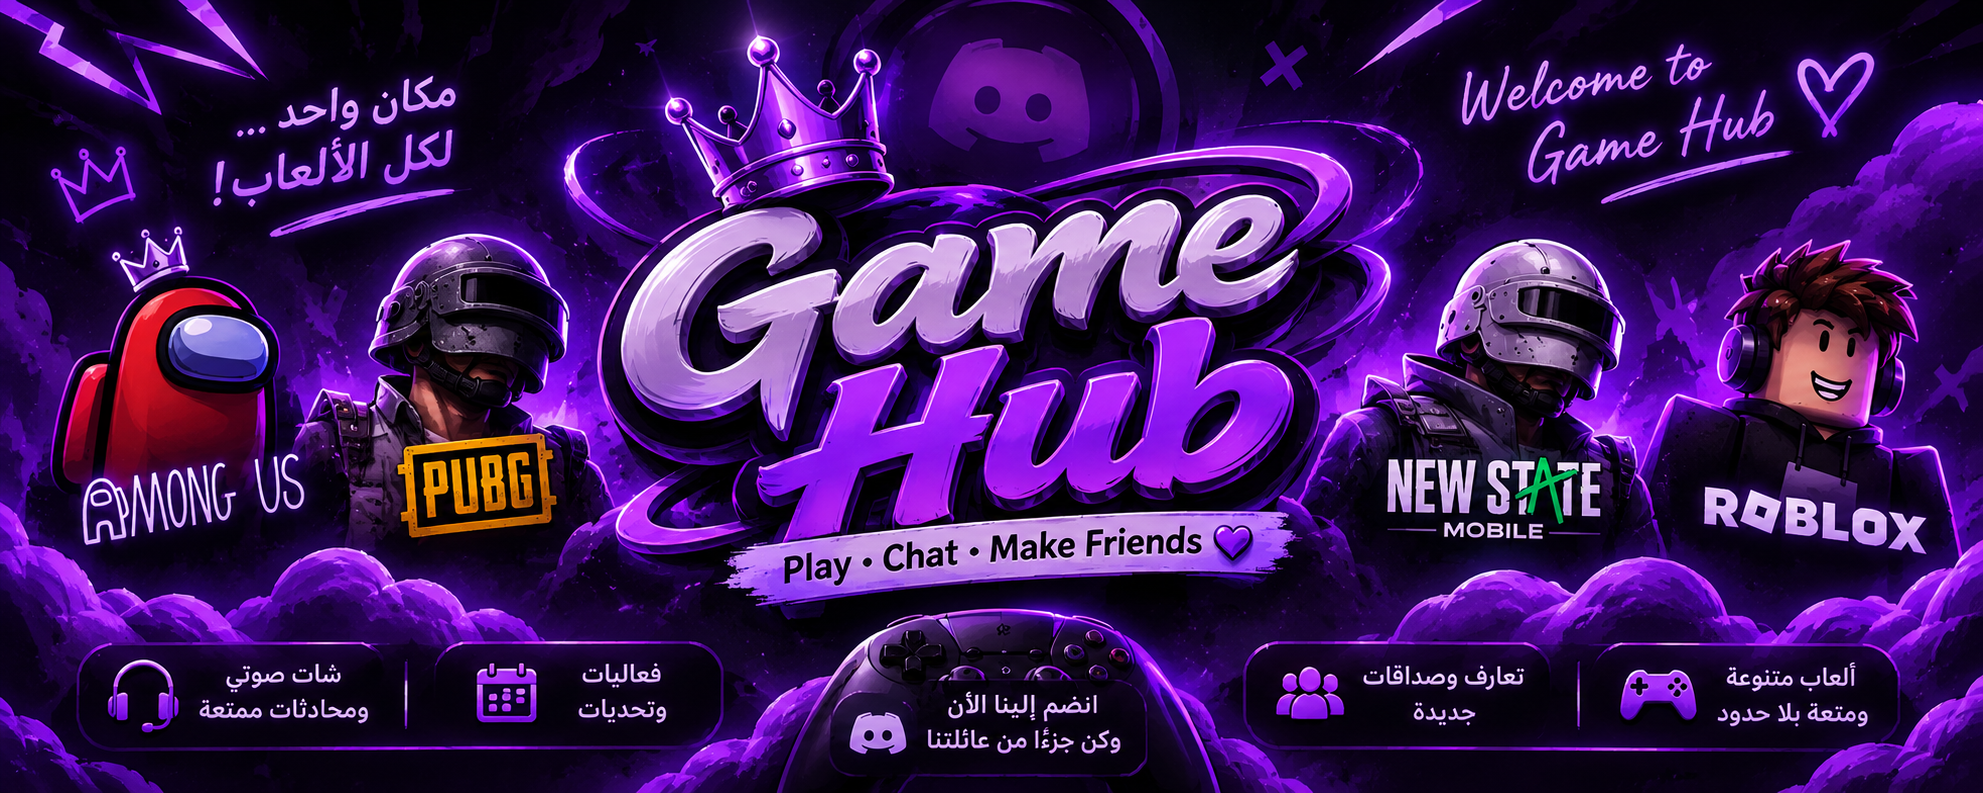 مكان واحد ...
لكل الألعاب!
Welcome to
Game Hub
Game
Hub
Play • Chat • Make Friends
AMONG US
PUBG
NEW STATE
MOBILE
ROBLOX
شات صوتي
ومحادثات ممتعة
فعاليات
وتحديات
انضم إلينا الأن
وكن جزءًا من عائلتنا
تعارف وصداقات
جديدة
ألعاب متنوعة
ومتعة بلا حدود